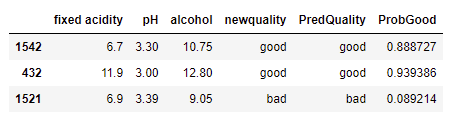 fixed acidity pH alcohol newquality PredQuality ProbGood
1542 6.7 3.30 10.75 good good 0.888727
432 11.9 3.00 12.80 good good 0.939386
1521 6.9 3.39 9.05 bad bad 0.089214